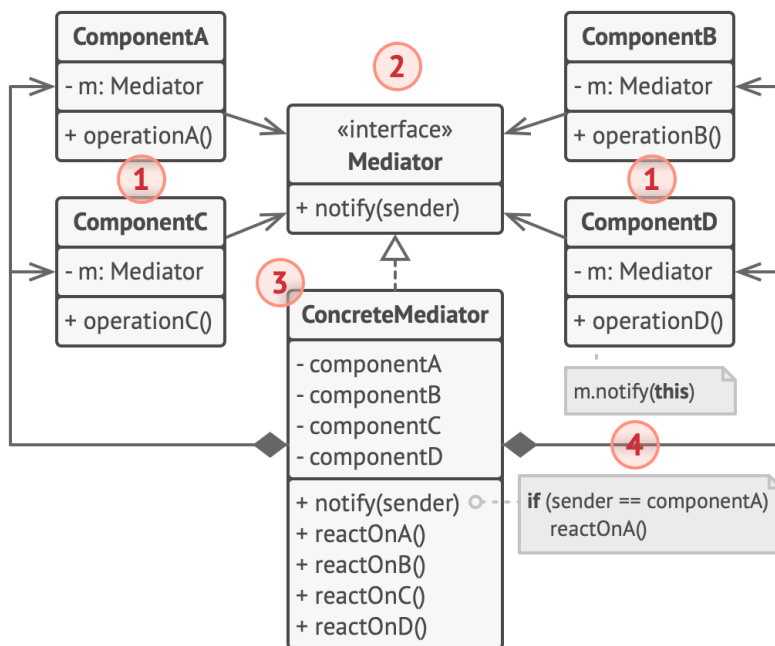 ComponentA
- m: Mediator
+ operationA()
1
ComponentC
- m: Mediator
+ operationC()
2
«interface»
Mediator
+ notify(sender)
ComponentB
- m: Mediator
+ operationB()
1
ComponentD
- m: Mediator
+ operationD()
m.notify(this)
3
ConcreteMediator
- componentA
- componentB
- componentC
- componentD
+ notify(sender)
+ reactOnA()
+ reactOnB()
+ reactOnC()
+ reactOnD()
4
if (sender == componentA)
reactOnA()